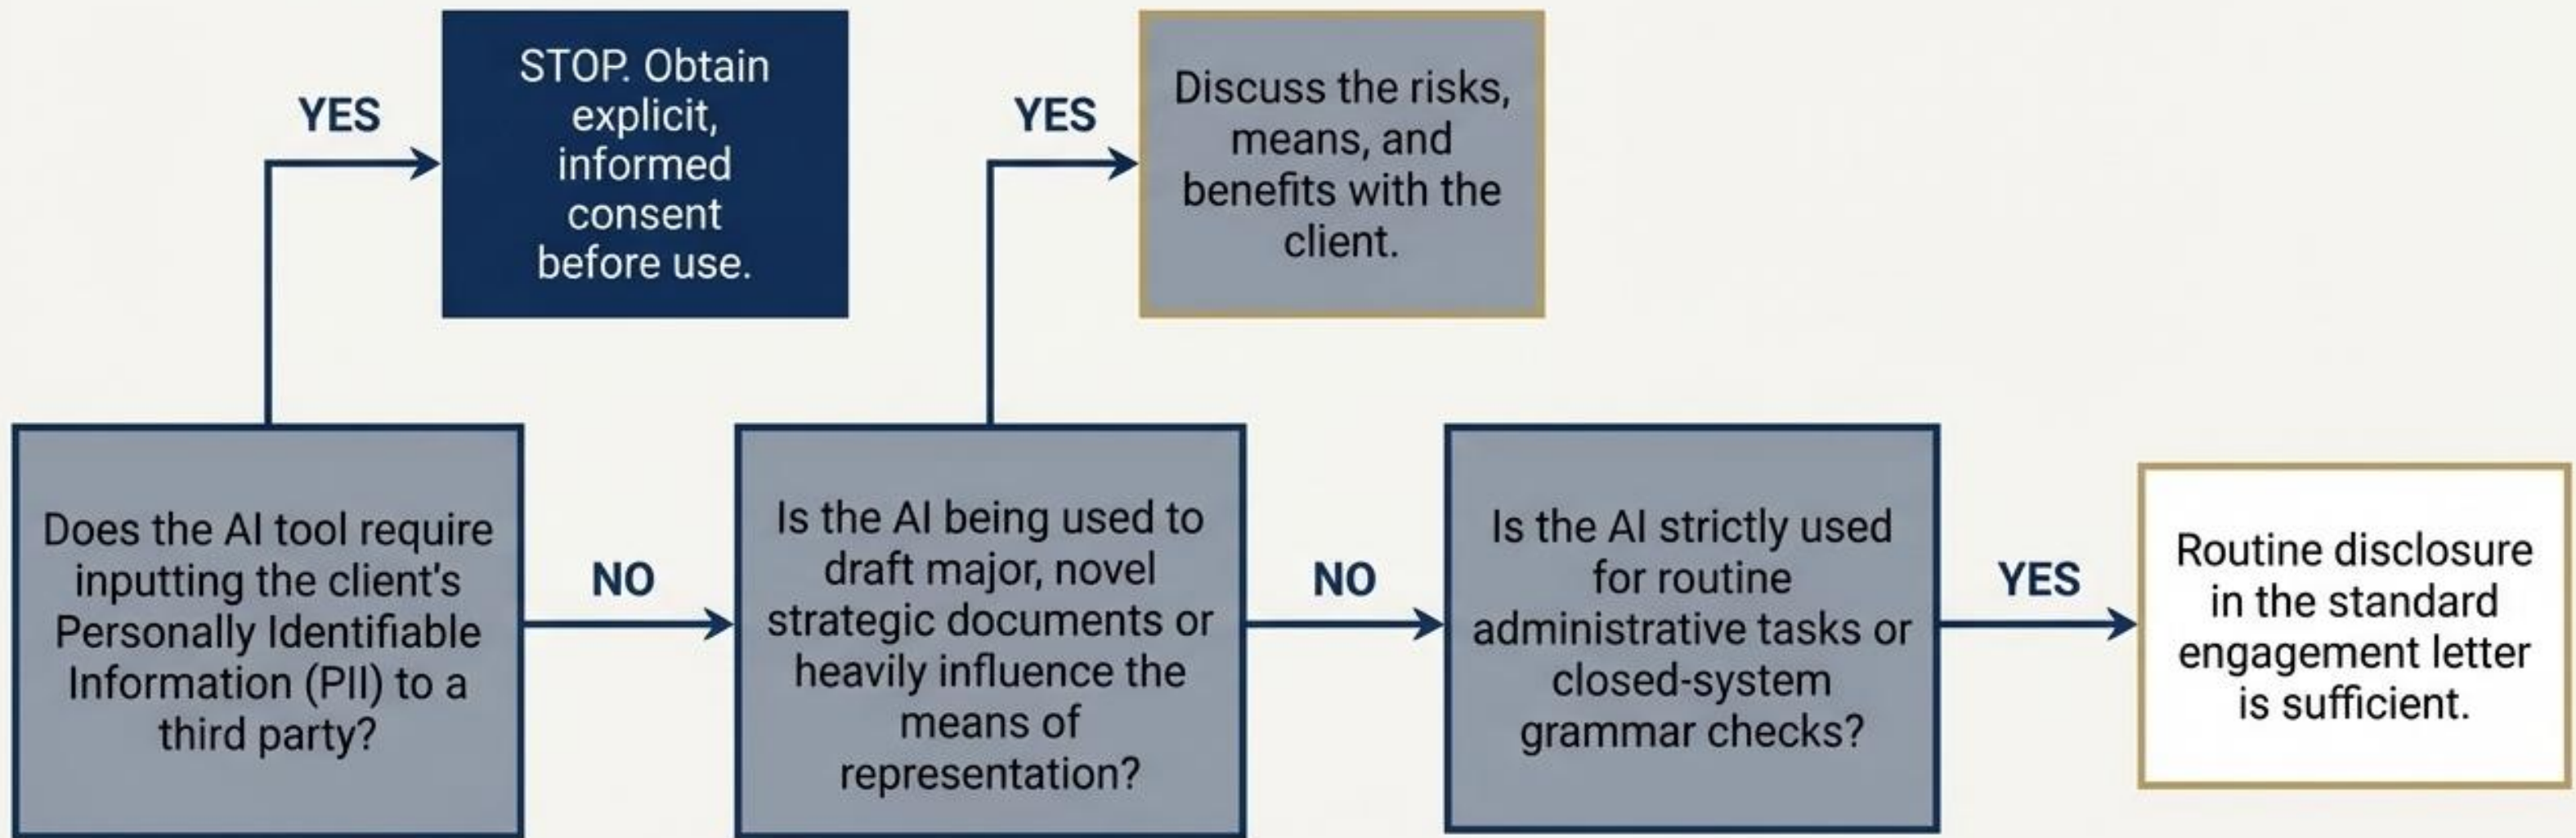 YES
STOP. Obtain
explicit,
informed
consent
before use.
YES
Discuss the risks,
means, and
benefits with the
client.
Does the AI tool require
inputting the client's
Personally Identifiable
Information (PII) to a
third party?
NO
Is the AI being used to
draft major, novel
strategic documents or
heavily influence the
means of
representation?
NO
Is the AI strictly used
for routine
administrative tasks or
closed-system
grammar checks?
YES
Routine disclosure
in the standard
engagement letter
is sufficient.